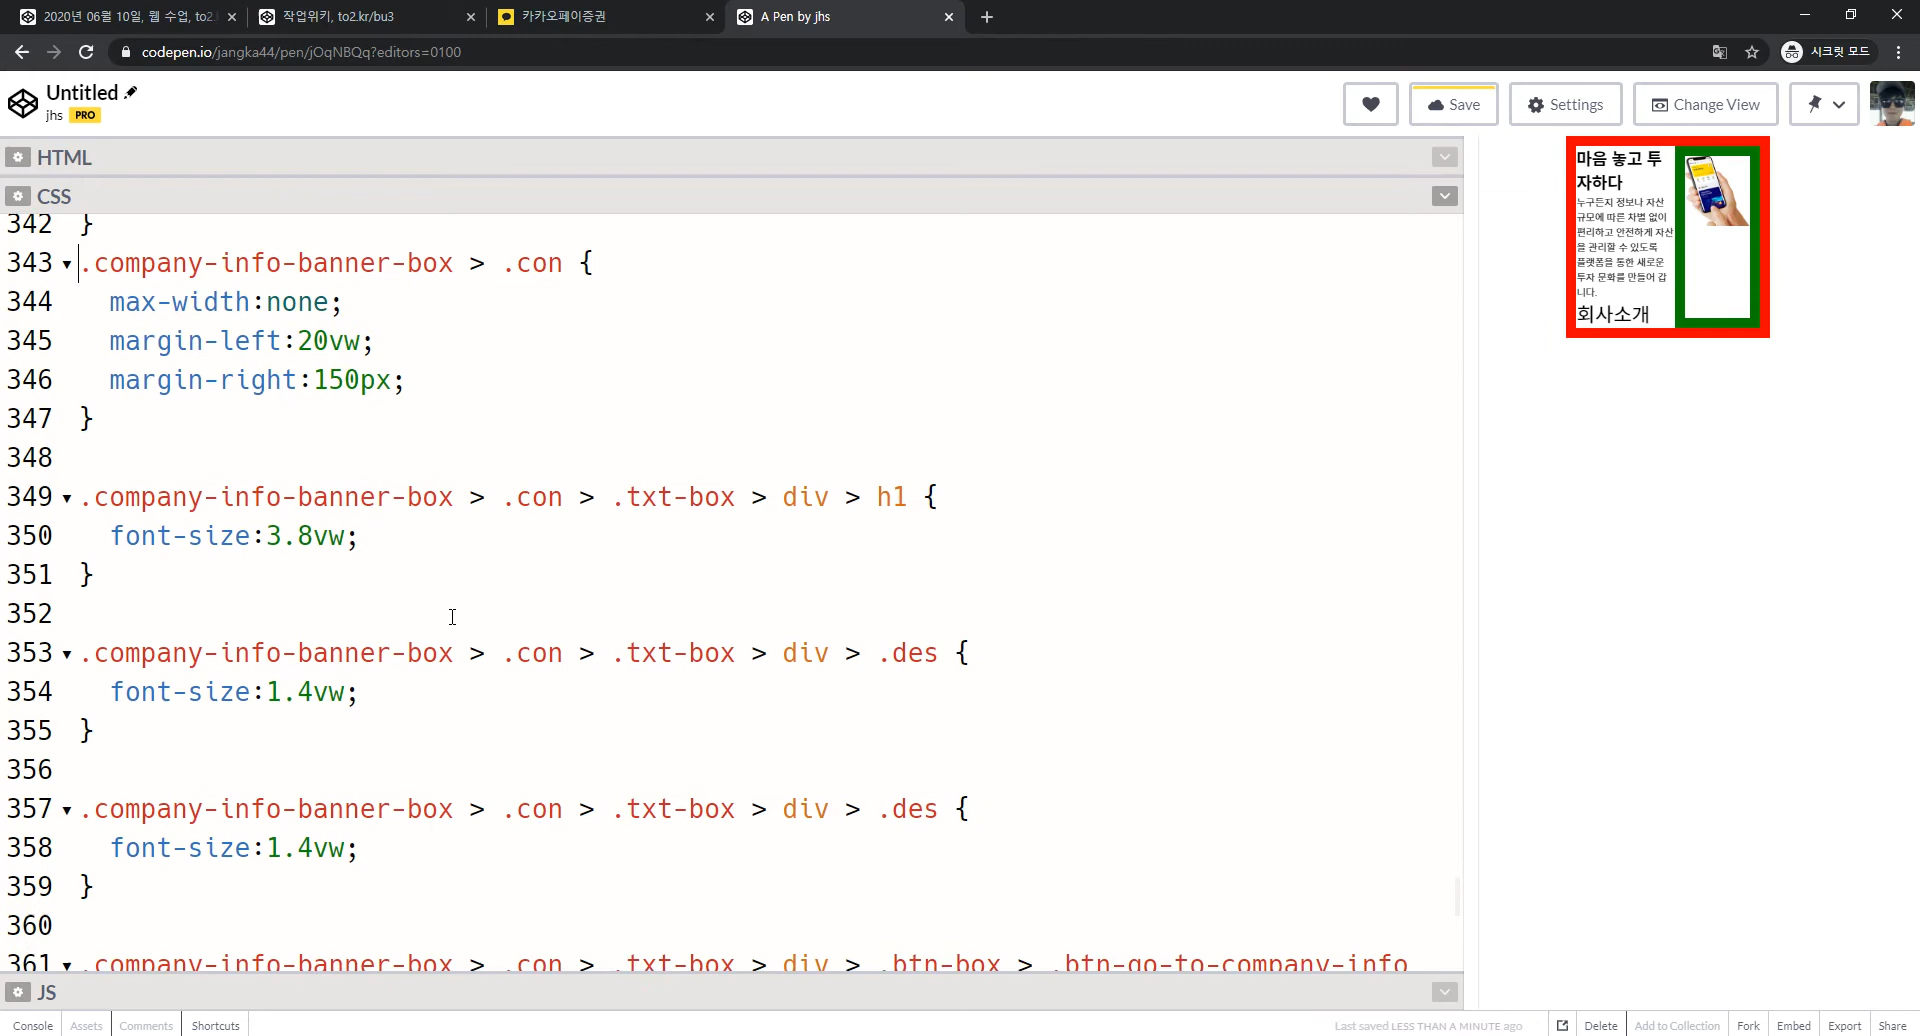 2020년 06월 10일, 웹 수업, to2.
작업위키, to2.kr/bu3
카카오페이증권
A Pen by jhs
codepen.io/jangka44/pen/jOqNBQq?editors=0100
시크릿 모드
Untitled
jhs PRO
Save
Settings
Change View
HTML
CSS
342 }
343 .company-info-banner-box > .con {
344 max-width:none;
345 margin-left:20vw;
346 margin-right:150px;
347 }
348
349 .company-info-banner-box > .con > .txt-box > div > h1 {
350 font-size:3.8vw;
351 }
352
353 .company-info-banner-box > .con > .txt-box > div > .des {
354 font-size:1.4vw;
355 }
356
357 .company-info-banner-box > .con > .txt-box > div > .des {
358 font-size:1.4vw;
359 }
360
361 .company-info-banner-box > .con > .txt-box > div > .btn-box > .btn-go-to-company-info
마음 놓고 투
자하다
누구든지 정보나 자산
규모에 따른 차별 없이
편리하고 안전하게 자산
을 관리할 수 있도록
플랫폼을 통한 새로운
투자 문화를 만들어 갑
니다.
회사소개
JS
Console
Assets
Comments
Shortcuts
Last saved LESS THAN A MINUTE ago
Delete
Add to Collection
Fork
Embed
Export
Share